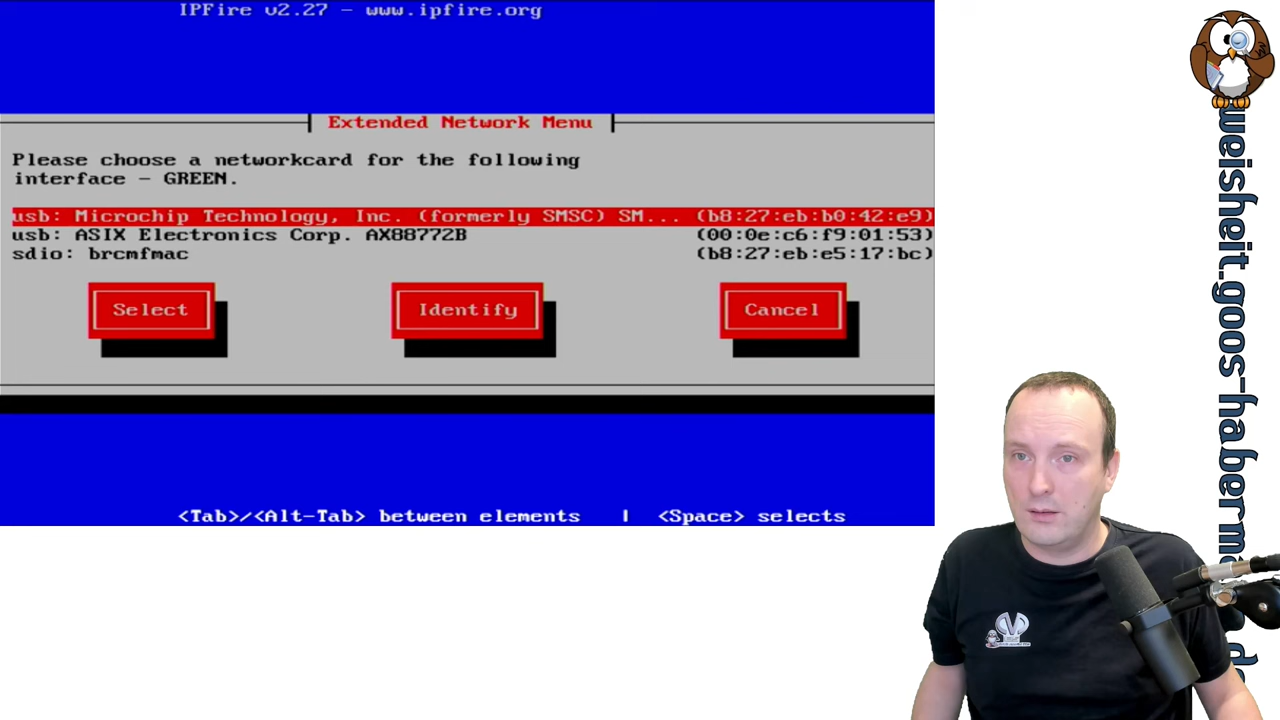 IPFire v2.27 - www.ipfire.org
Extended Network Menu
Please choose a networkcard for the following
interface - GREEN.
usb: Microchip Technology, Inc. (formerly SMSC) SM... (b8:27:eb:b0:42:e9)
usb: ASIX Electronics Corp. AX88772B (00:0e:c6:f9:01:53)
sdio: brcmfmac (b8:27:eb:e5:17:bc)
Select Identify Cancel
<Tab>/<Alt-Tab> between elements | <Space> selects
weisheit.goos-haberm